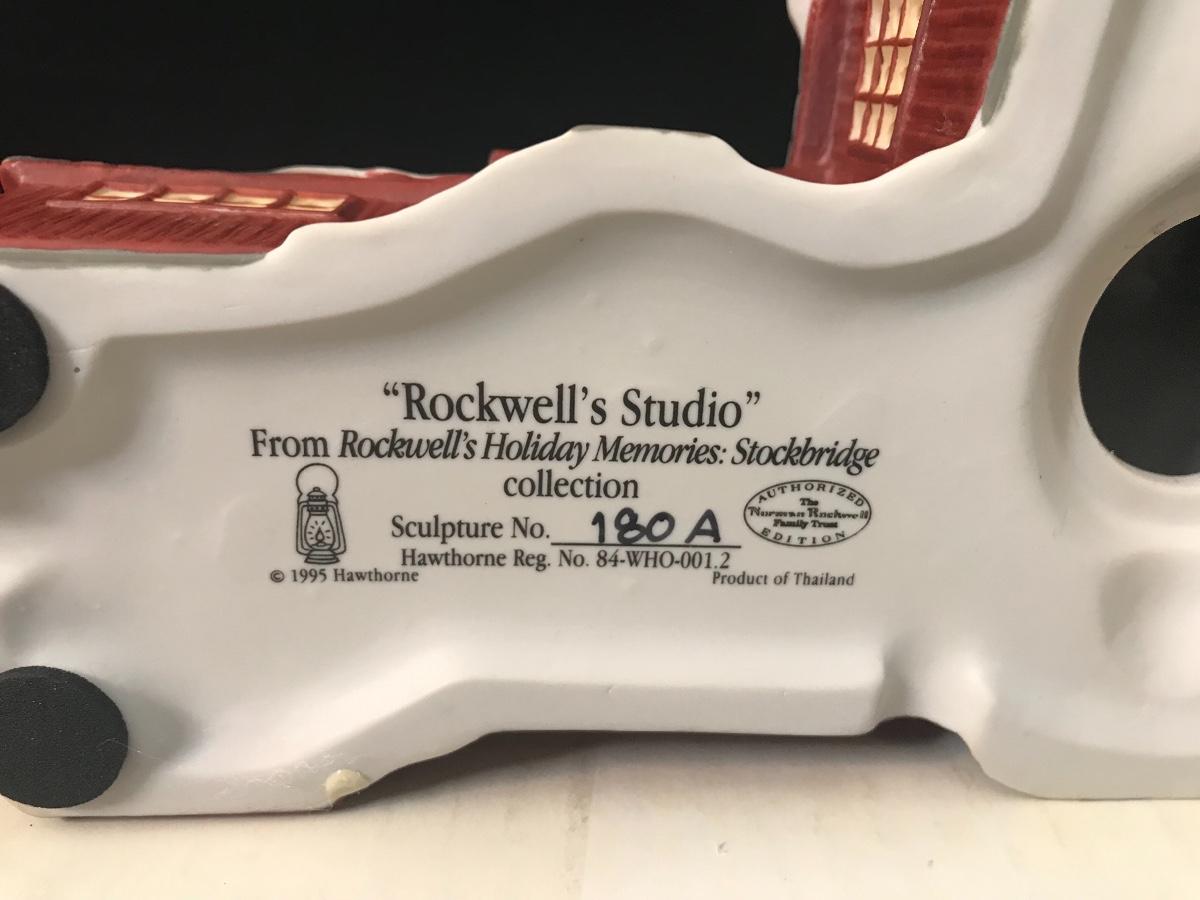 “Rockwell's Studio”
From Rockwell's Holiday Memories: Stockbridge
collection
Sculpture No. 180 A
Hawthorne Reg. No. 84-WHO-001.2
© 1995 Hawthorne
Product of Thailand
AUTHORIZED
The
Norman Rockwell
Family Trust
EDITION